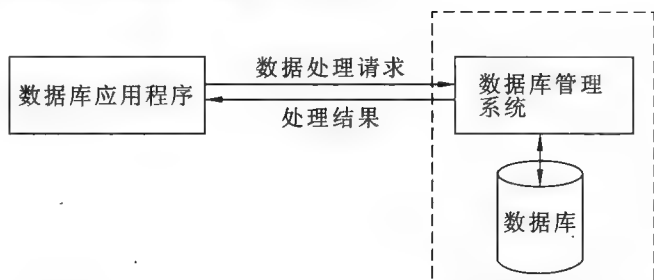 数据库应用程序
数据处理请求
处理结果
数据库管理
系统
数据库